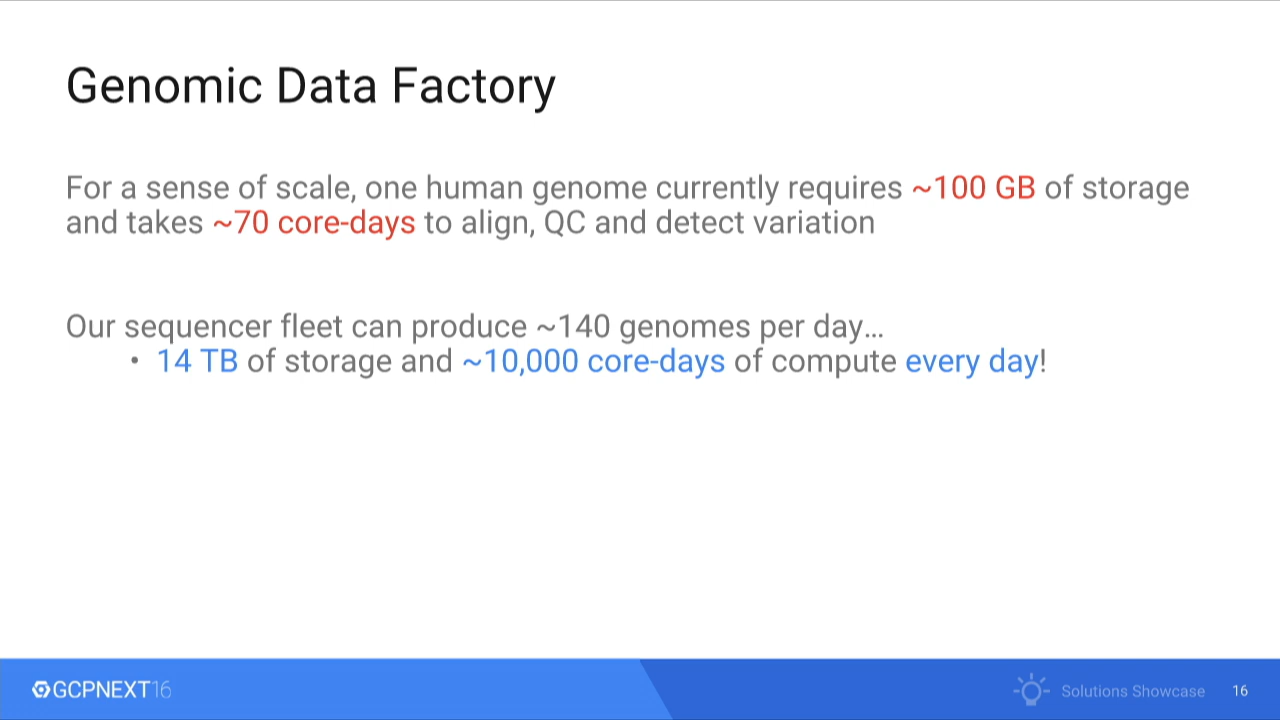 Genomic Data Factory
For a sense of scale, one human genome currently requires ~100 GB of storage
and takes ~70 core-days to align, QC and detect variation
Our sequencer fleet can produce ~140 genomes per day…
• 14 TB of storage and ~10,000 core-days of compute every day!
GCPNEXT16
Solutions Showcase 16